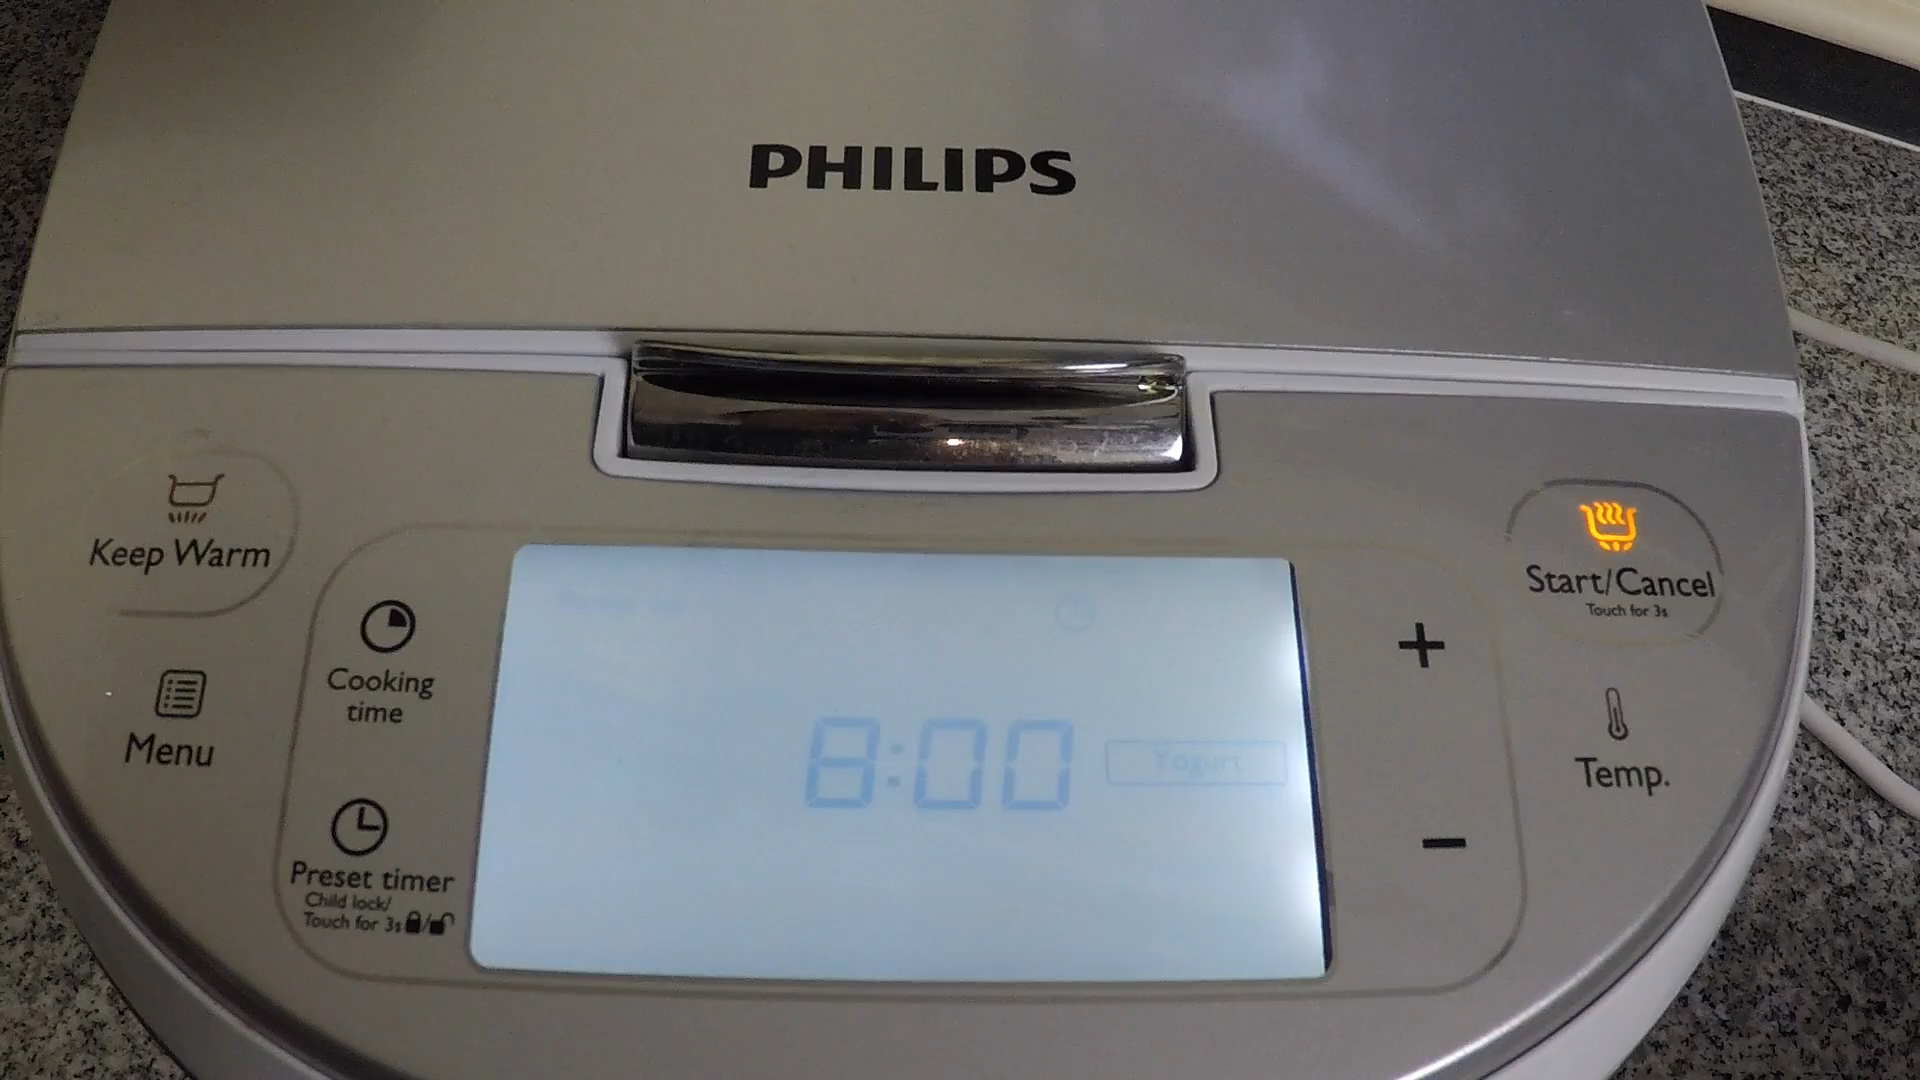 PHILIPS
Keep Warm
Start/Cancel
Touch for 3s
Cooking
time
+
Menu
8:00 Yogurt
Temp.
-
Preset timer
Child lock/
Touch for 3s /